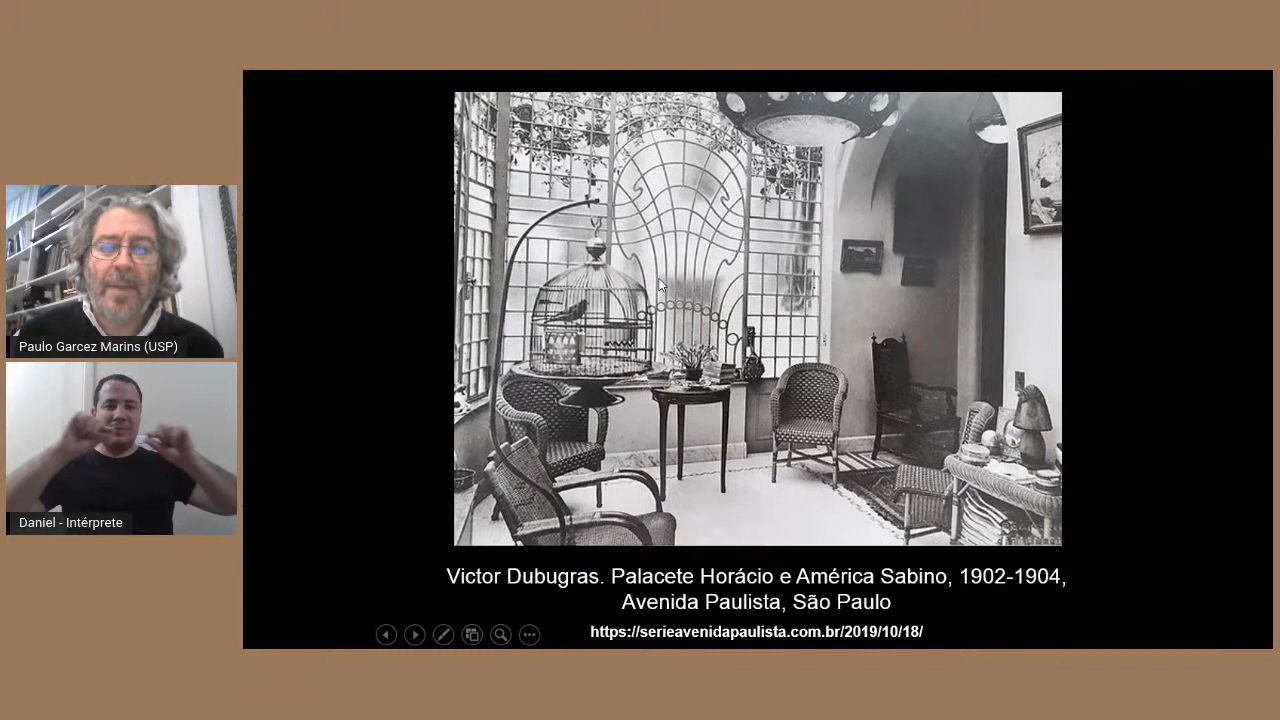 Paulo Garcez Marins (USP)
Daniel - Intérprete
Victor Dubugras. Palacete Horácio e América Sabino, 1902-1904,
Avenida Paulista, São Paulo
https://serieavenidapaulista.com.br/2019/10/18/